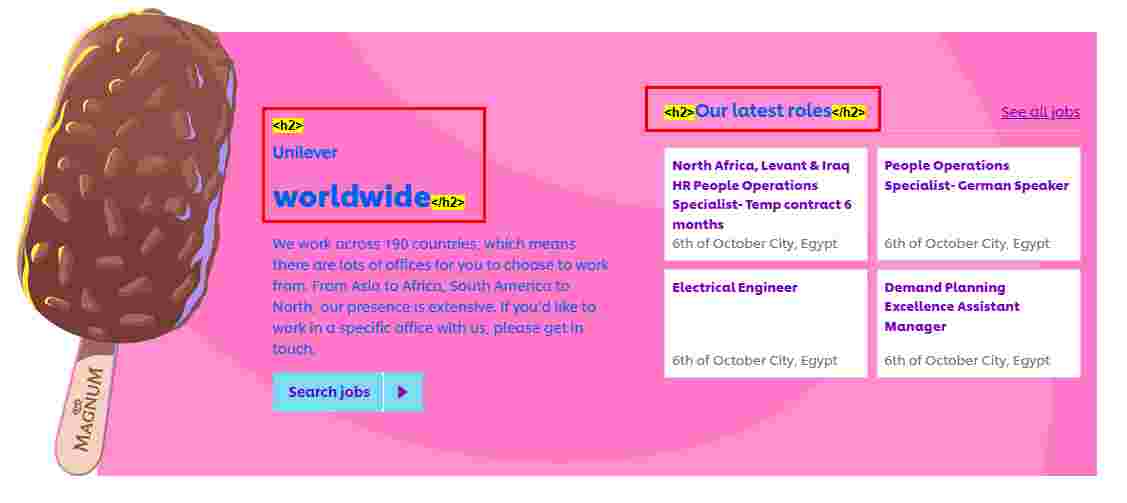 <h2>
Unilever
worldwide</h2>
We work across 190 countries, which means
there are lots of offices for you to choose to work
from. From Asia to Africa, South America to
North, our presence is extensive. If you'd like to
work in a specific office with us, please get in
touch.
Search jobs
<h2>Our latest roles</h2>
See all jobs
North Africa, Levant & Iraq
HR People Operations
Specialist- Temp contract 6
months
6th of October City, Egypt
People Operations
Specialist- German Speaker
6th of October City, Egypt
Electrical Engineer
6th of October City, Egypt
Demand Planning
Excellence Assistant
Manager
6th of October City, Egypt
MAGNUM